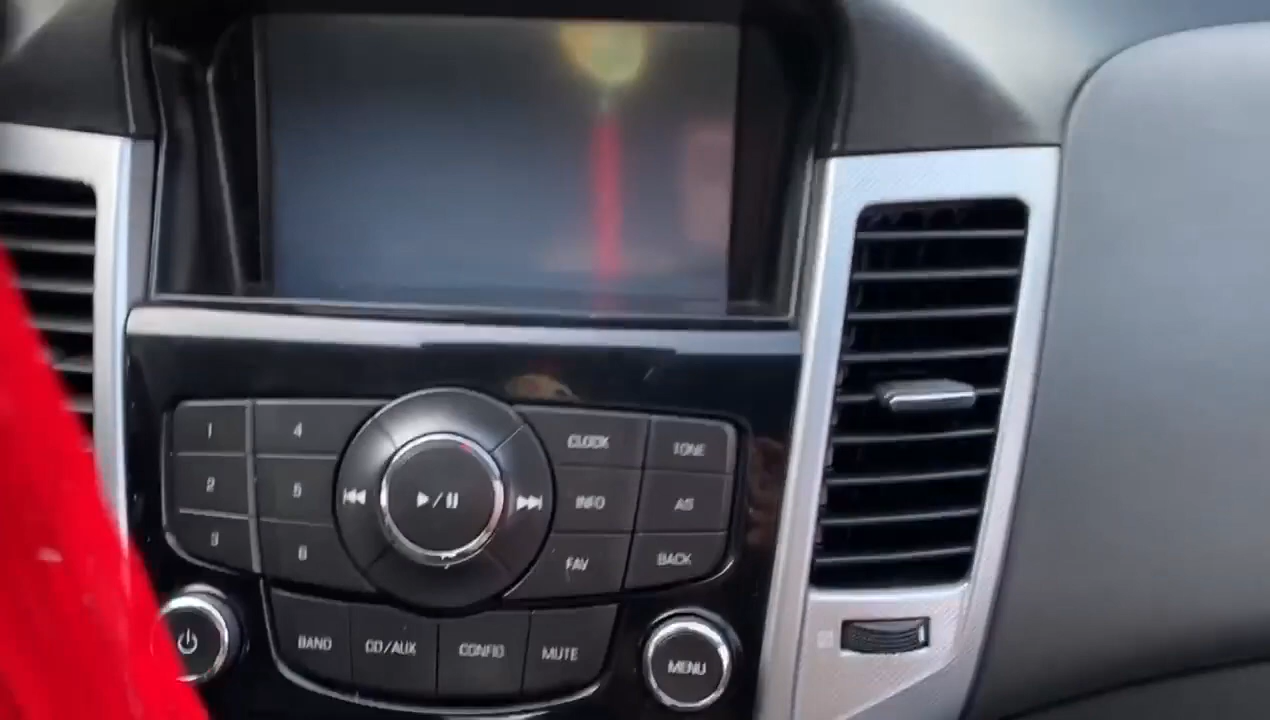 1 4
CLOCK TONE
2 5
INFO AS
3 6
FAV BACK
BAND CD/AUX CONFIG MUTE
MENU